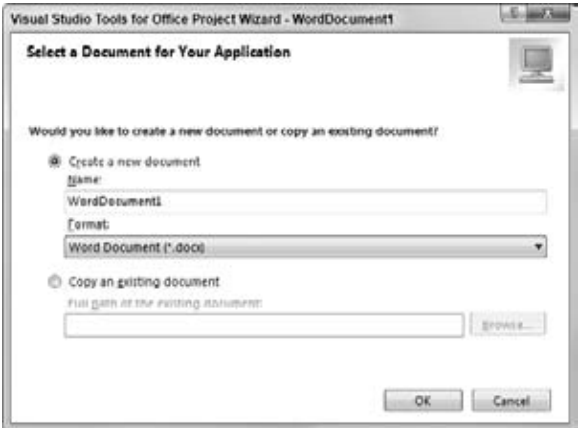 Visual Studio Tools for Office Project Wizard - WordDocument1
Select a Document for Your Application
Would you like to create a new document or copy an existing document?
Create a new document
Name:
WordDocument1
Format:
Word Document (*.docx)
Copy an existing document
Full path of the existing document:
Browse...
OK Cancel